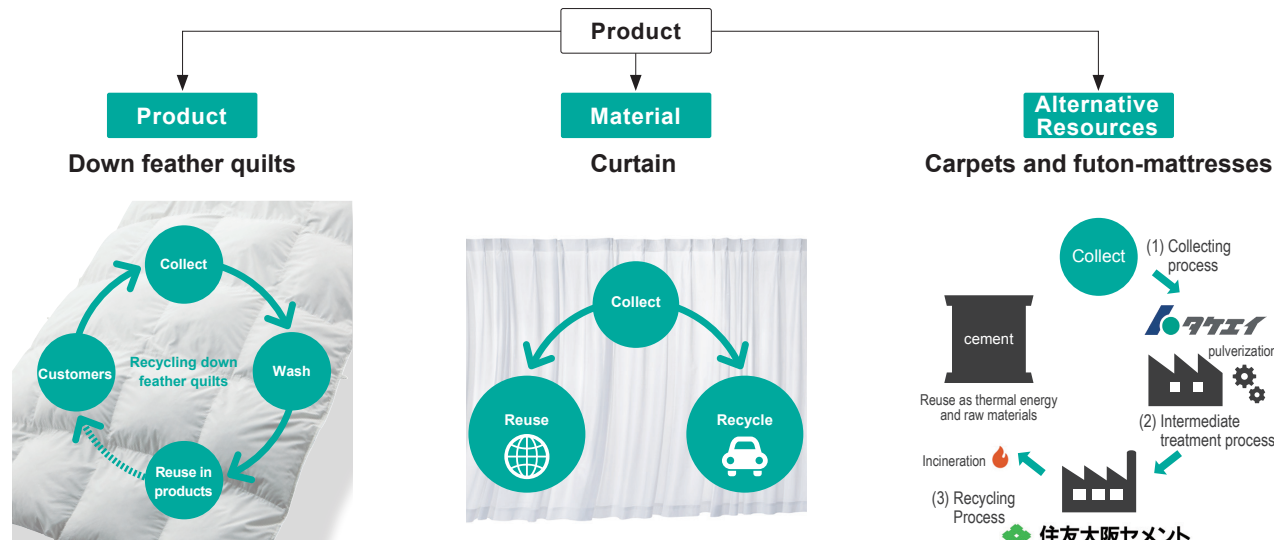 Product
Product
Down feather quilts
Collect
Wash
Reuse in
products
Customers
Recycling down
feather quilts
Material
Curtain
Collect
Reuse
Recycle
Alternative
Resources
Carpets and futon-mattresses
Collect
(1) Collecting
process
タケエイ
pulverization
(2) Intermediate
treatment process
(3) Recycling
Process
住友大阪セメント
Incineration
cement
Reuse as thermal energy
and raw materials